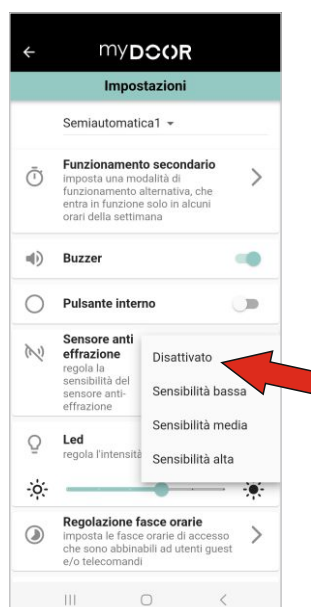 myDOOR
Impostazioni
Semiautomatica1
Funzionamento secondario
imposta una modalità di
funzionamento alternativa, che
entra in funzione solo in alcuni
orari della settimana
Buzzer
Pulsante interno
Sensore anti
effrazione
regola la
sensibilità del
sensore anti-
effrazione
Disattivato
Sensibilità bassa
Sensibilità media
Sensibilità alta
Led
regola l'intensità
Regolazione fasce orarie
imposta le fasce orarie di accesso
che sono abbinabili ad utenti guest
e/o telecomandi